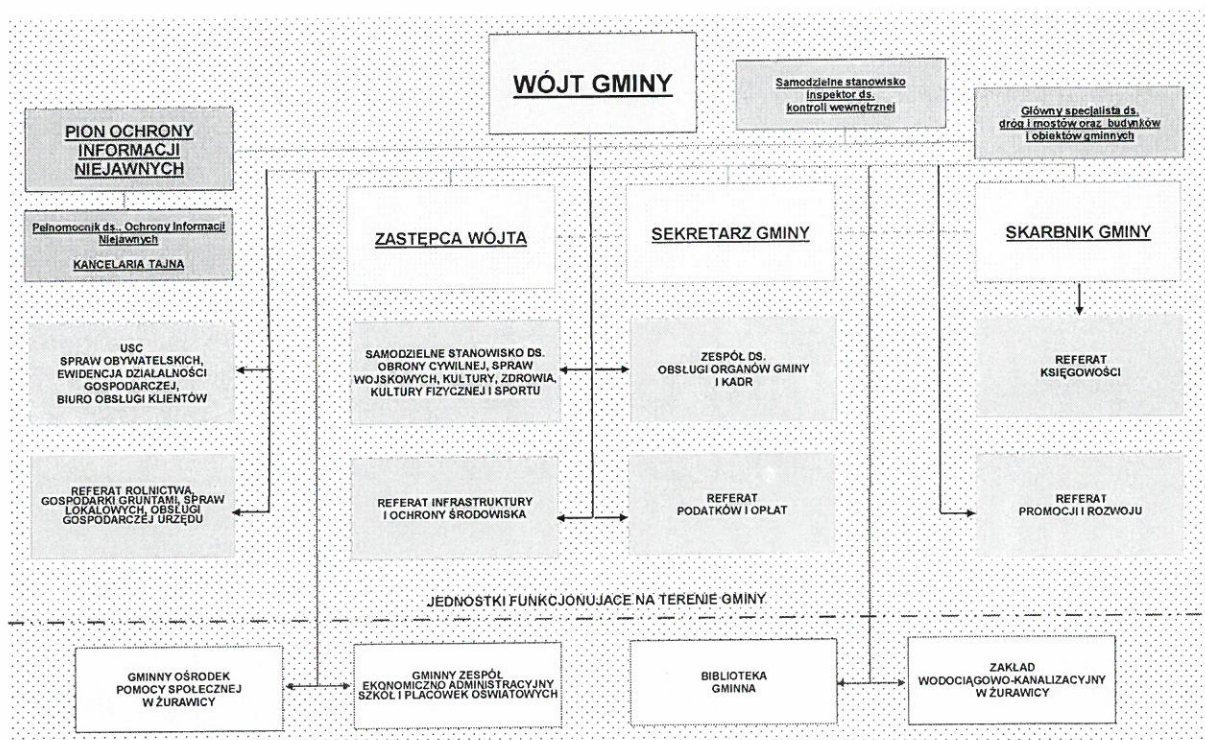 WÓJT GMINY
Samodzielne stanowisko
inspektor ds.
kontroli wewnętrznej
Główny specjalista ds.
dróg i mostów oraz budynków
i obiektów gminnych
PION OCHRONY
INFORMACJI
NIEJAWNYCH
Pełnomocnik ds.. Ochrony Informacji
Niejawnych
KANCELARIA TAJNA
ZASTĘPCA WÓJTA
SEKRETARZ GMINY
SKARBNIK GMINY
USC
SPRAW OBYWATELSKICH,
EWIDENCJA DZIAŁALNOŚCI
GOSPODARCZEJ,
BIURO OBSŁUGI KLIENTÓW
SAMODZIELNE STANOWISKO DS.
OBRONY CYWILNEJ, SPRAW
WOJSKOWYCH, KULTURY, ZDROWIA,
KULTURY FIZYCZNEJ I SPORTU
ZESPÓŁ DS.
OBSŁUGI ORGANÓW GMINY
I KADR
REFERAT
KSIĘGOWOŚCI
REFERAT ROLNICTWA,
GOSPODARKI GRUNTAMI, SPRAW
LOKALOWYCH, OBSŁUGI
GOSPODARCZEJ URZĘDU
REFERAT INFRASTRUKTURY
I OCHRONY ŚRODOWISKA
REFERAT
PODATKÓW I OPŁAT
REFERAT
PROMOCJI I ROZWOJU
JEDNOSTKI FUNKCJONUJACE NA TERENIE GMINY
GMINNY OŚRODEK
POMOCY SPOŁECZNEJ
W ŻURAWICY
GMINNY ZESPÓŁ
EKONOMICZNO ADMINISTRACYJNY
SZKÓŁ I PLACÓWEK OŚWIATOWYCH
BIBLIOTEKA
GMINNA
ZAKŁAD
WODOCIĄGOWO-KANALIZACYJNY
W ŻURAWICY